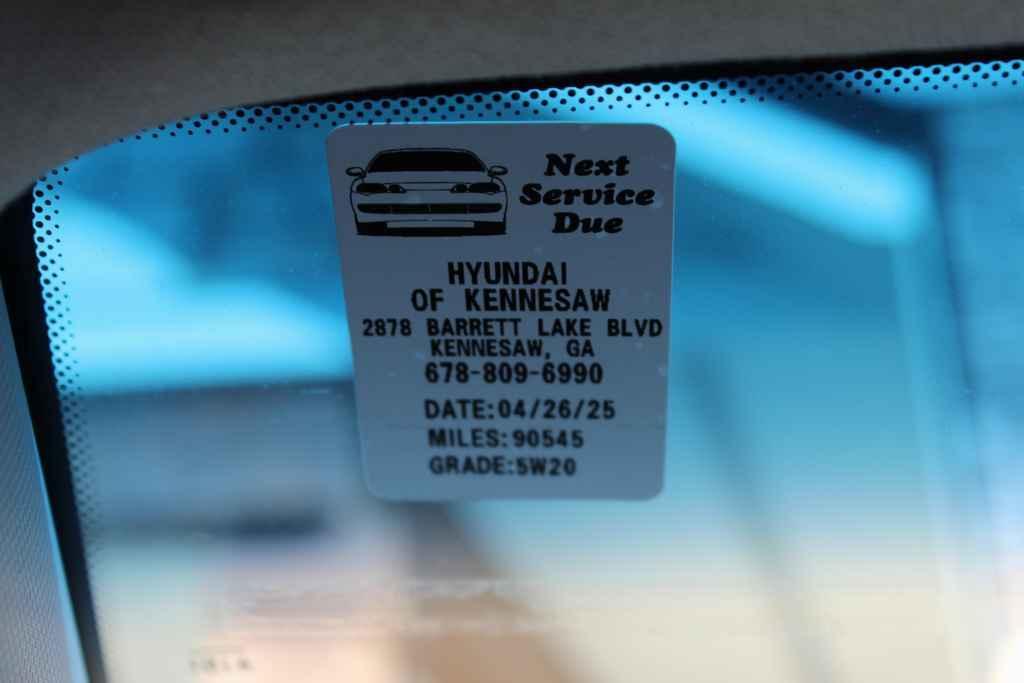 Next
Service
Due
HYUNDAI
OF KENNESAW
2878 BARRETT LAKE BLVD
KENNESAW, GA
678-809-6990
DATE:04/26/25
MILES:90545
GRADE:5W20